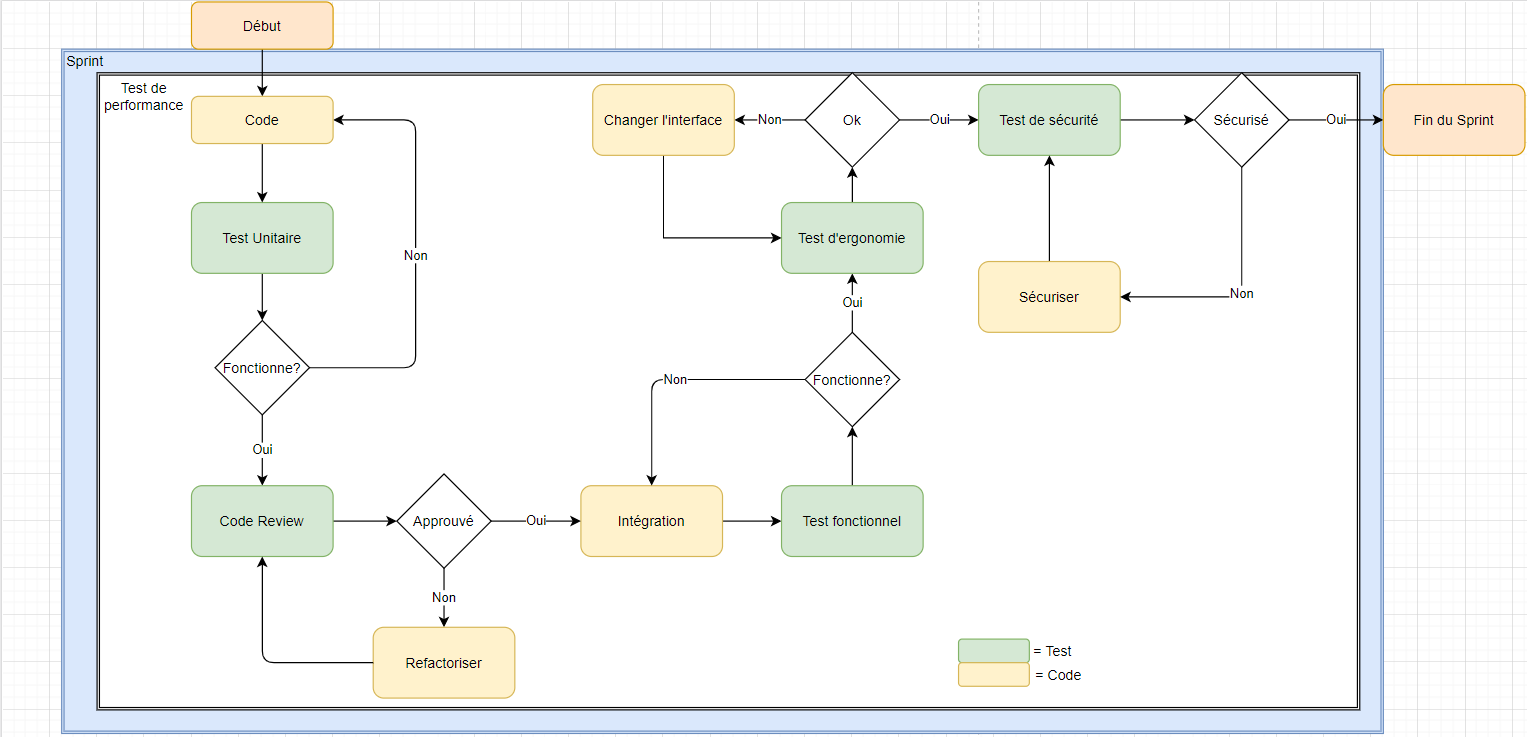 Début
Sprint
Test de
performance
Code
Changer l'interface
Non
Ok
Oui
Test de sécurité
Sécurisé
Oui
Fin du Sprint
Test Unitaire
Non
Test d'ergonomie
Oui
Sécuriser
Non
Fonctionne?
Non
Fonctionne?
Oui
Code Review
Approuvé
Oui
Intégration
Test fonctionnel
Non
Refactoriser
= Test
= Code